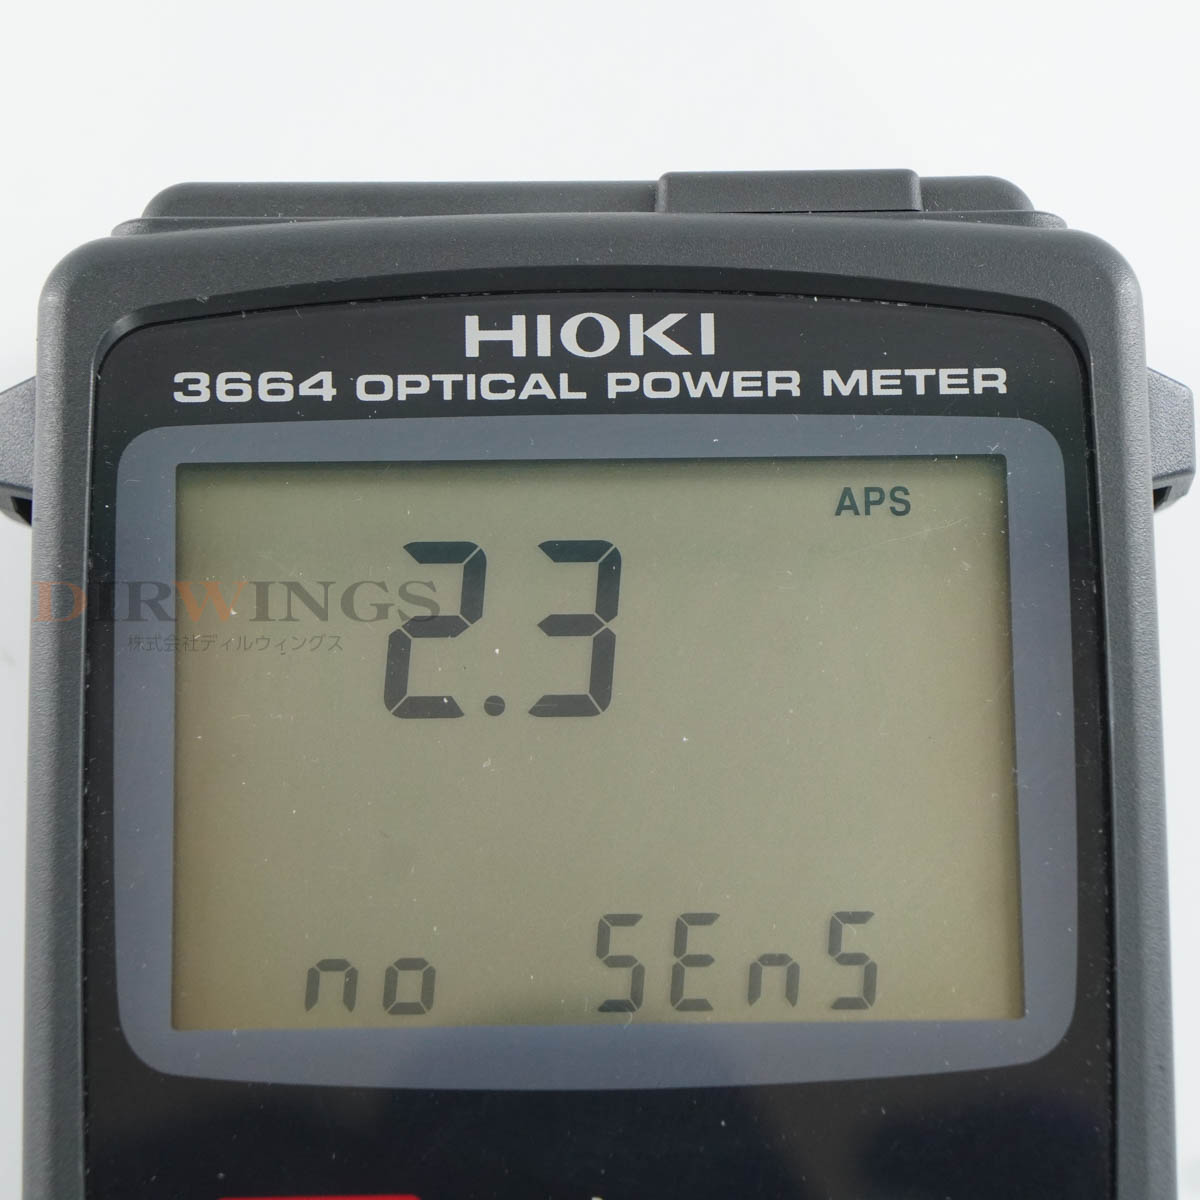 HIOKI
3664 OPTICAL POWER METER
APS
2.3
DIRWINGS
株式会社ディルウィングス
no SEnS